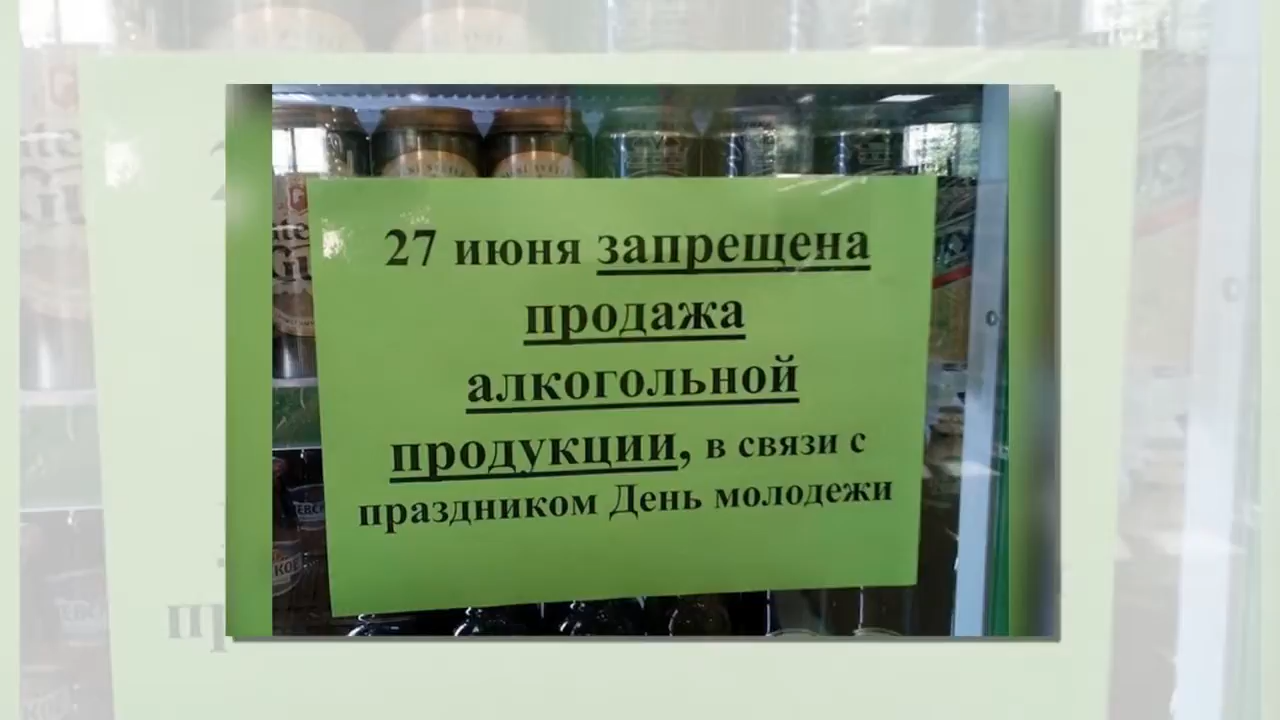 27 июня запрещена
продажа
алкогольной
продукции, в связи с
праздником День молодежи